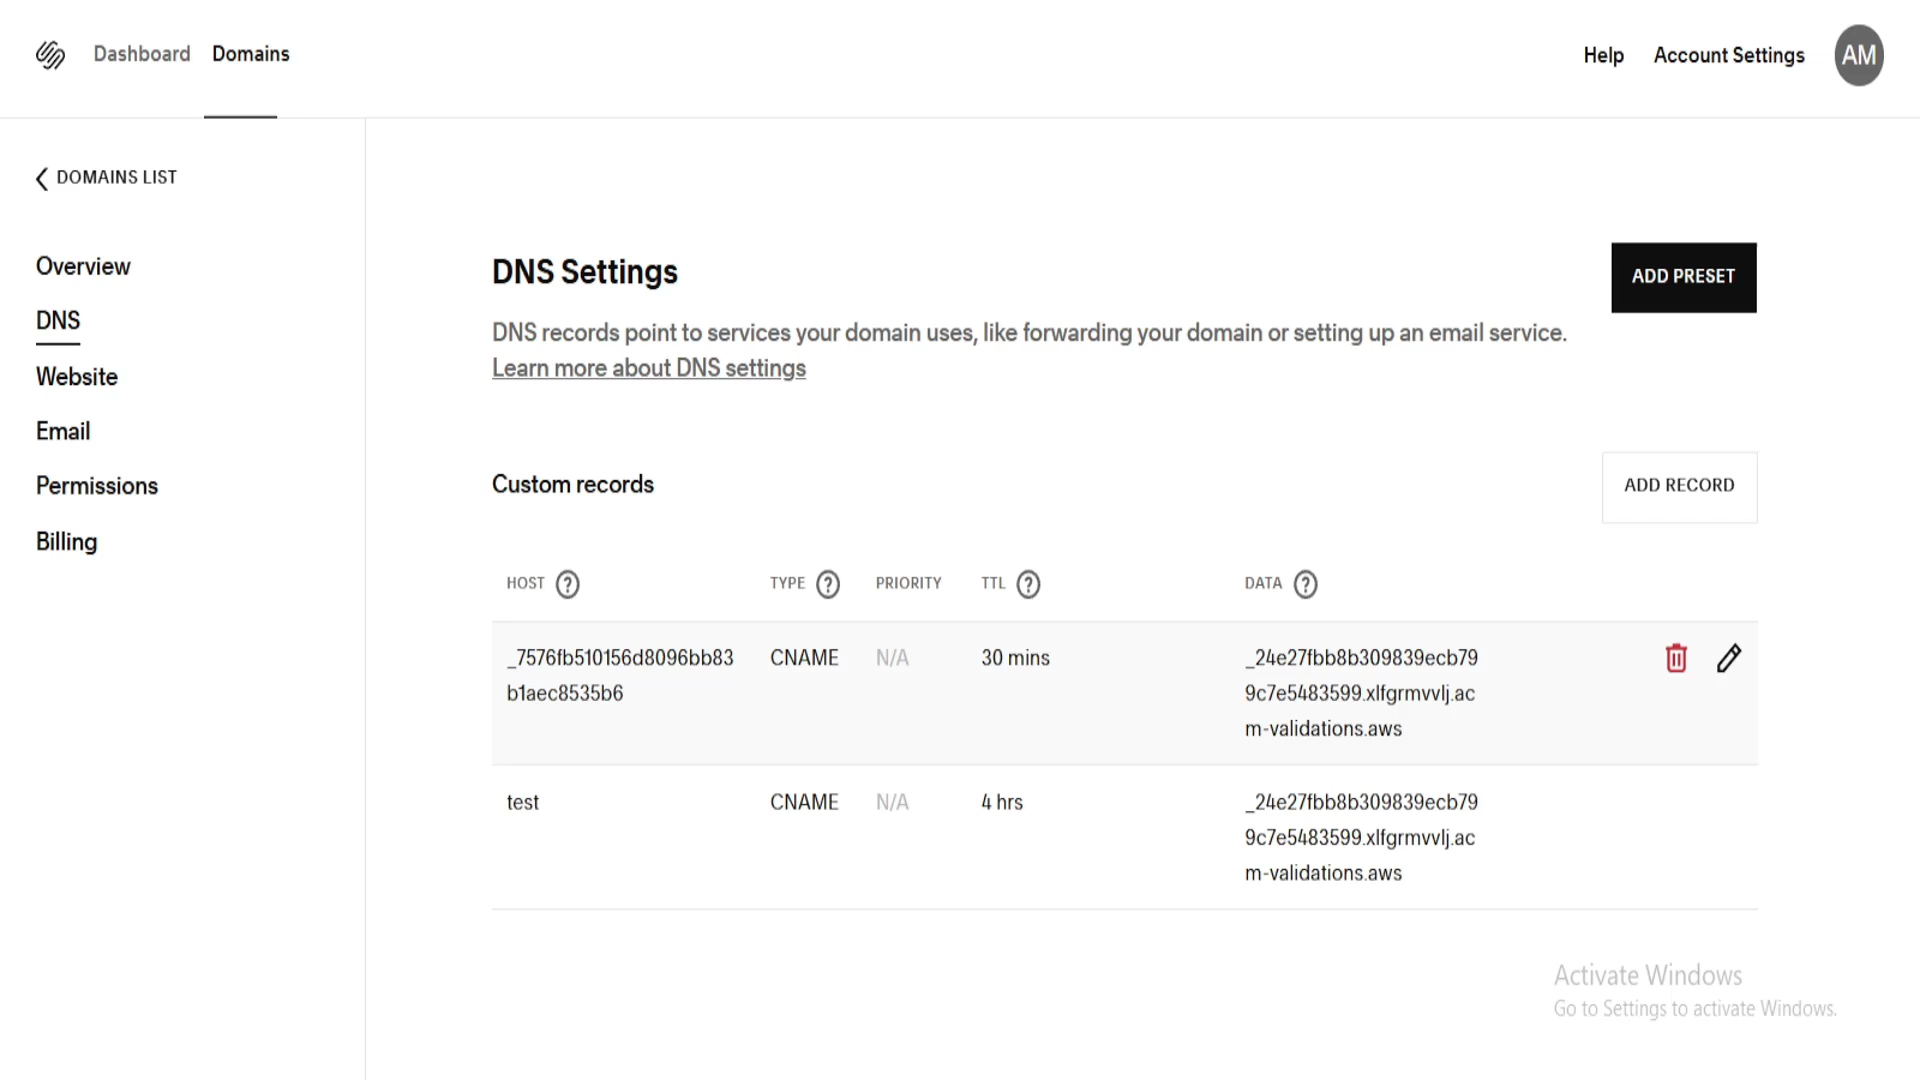 Dashboard Domains Help Account Settings AM
DOMAINS LIST
Overview
DNS
Website
Email
Permissions
Billing
DNS Settings
ADD PRESET
DNS records point to services your domain uses, like forwarding your domain or setting up an email service.
Learn more about DNS settings
Custom records
ADD RECORD
HOST ? TYPE ? PRIORITY TTL ? DATA ?
_7576fb510156d8096bb83 CNAME N/A 30 mins _24e27fbb8b309839ecb79
b1aec8535b6 9c7e5483599.xlfgrmvvlj.ac
m-validations.aws
test CNAME N/A 4 hrs _24e27fbb8b309839ecb79
9c7e5483599.xlfgrmvvlj.ac
m-validations.aws
Activate Windows
Go to Settings to activate Windows.